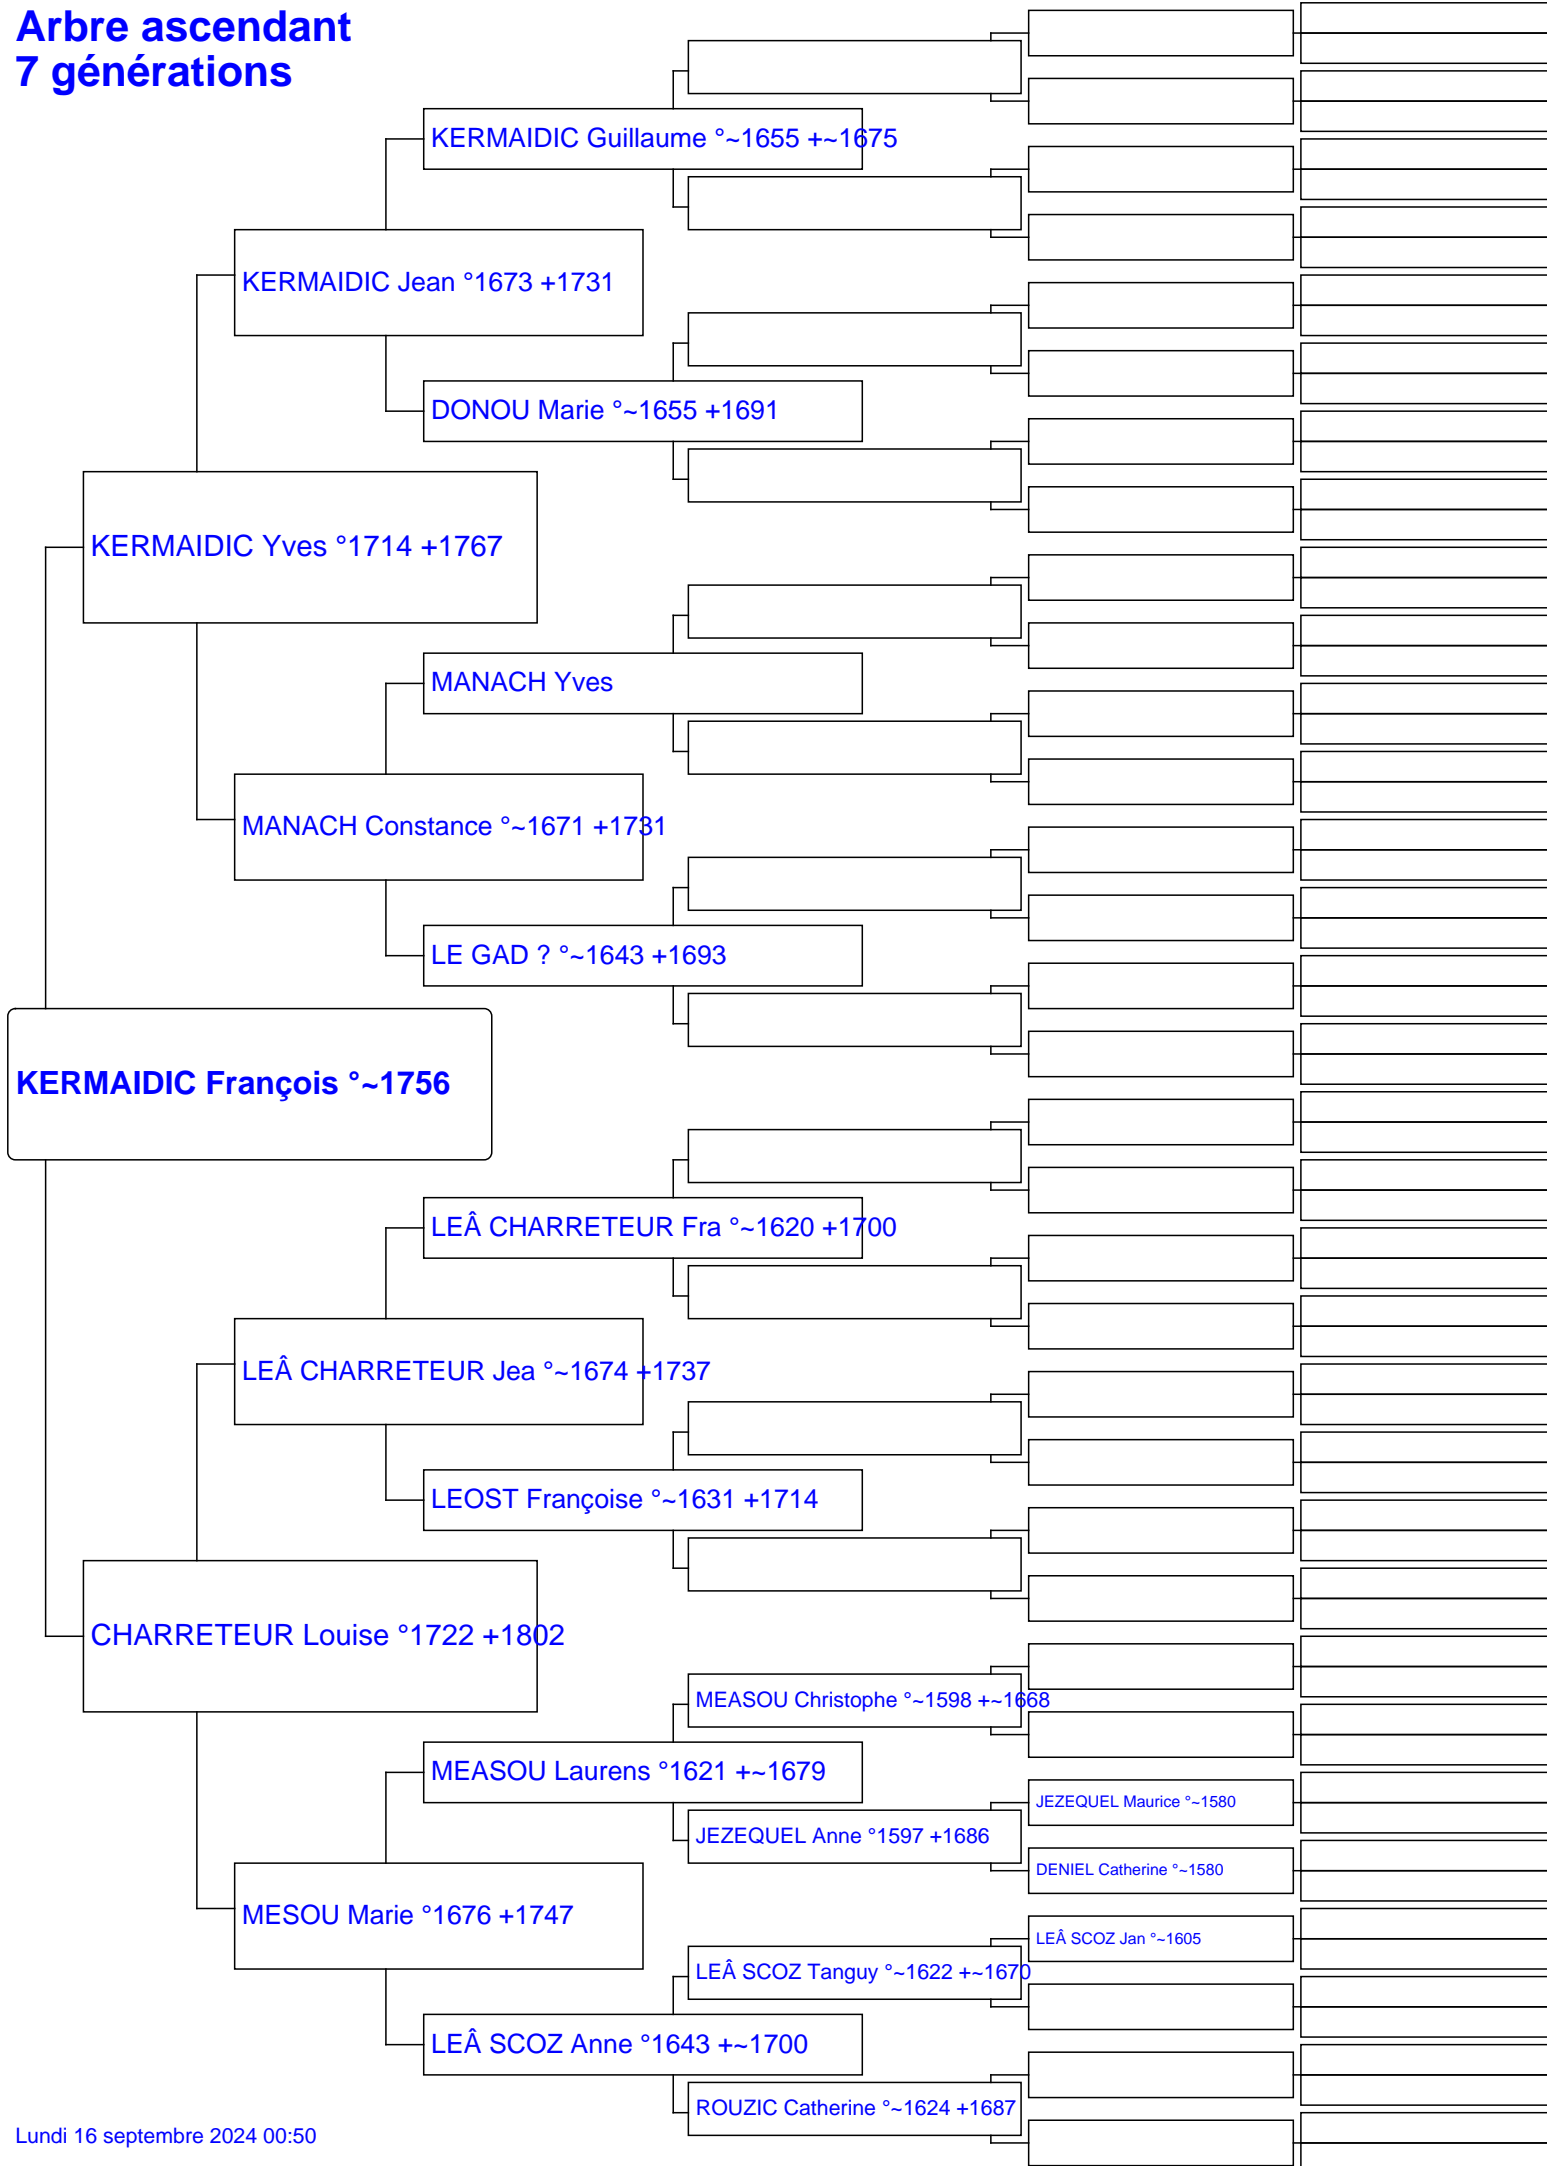 Arbre ascendant
7 générations
KERMAIDIC Guillaume °~1655 +~1675
KERMAIDIC Jean °1673 +1731
DONOU Marie °~1655 +1691
KERMAIDIC Yves °1714 +1767
MANACH Yves
MANACH Constance °~1671 +1731
LE GAD ? °~1643 +1693
KERMAIDIC François °~1756
LEÂ CHARRETEUR Fra °~1620 +1700
LEÂ CHARRETEUR Jea °~1674 +1737
LEOST Françoise °~1631 +1714
CHARRETEUR Louise °1722 +1802
MEASOU Christophe °~1598 +~1668
MEASOU Laurens °1621 +~1679
JEZEQUEL Maurice °~1580
JEZEQUEL Anne °1597 +1686
DENIEL Catherine °~1580
MESOU Marie °1676 +1747
LEÂ SCOZ Jan °~1605
LEÂ SCOZ Tanguy °~1622 +~1670
LEÂ SCOZ Anne °1643 +~1700
ROUZIC Catherine °~1624 +1687
Lundi 16 septembre 2024 00:50